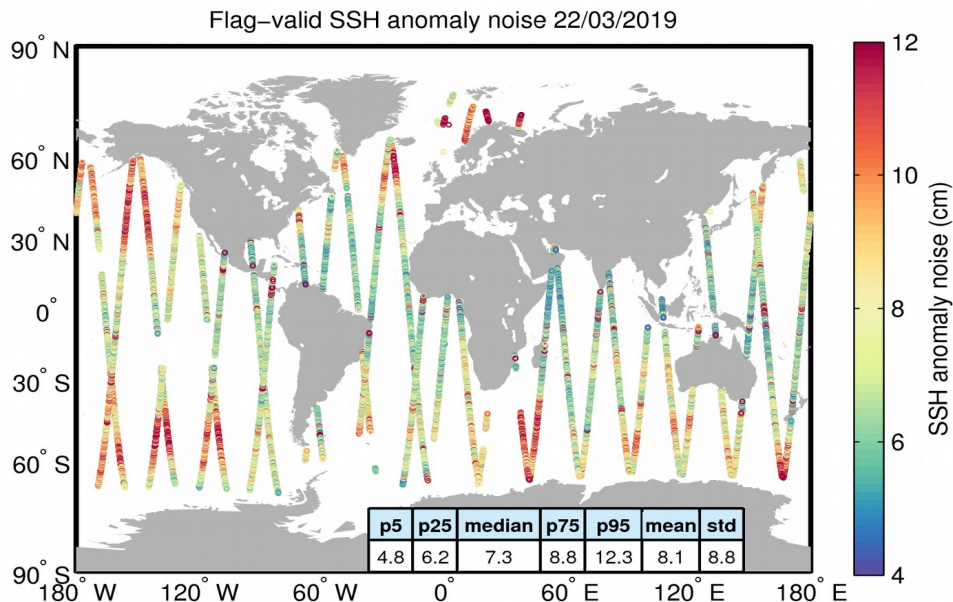 Flag−valid SSH anomaly noise 22/03/2019
90° N
60° N
30° N
0°
30° S
60° S
90° S
180° W
120° W
60° W
0°
60° E
120° E
180° E
p5 p25 median p75 p95 mean std
4.8 6.2 7.3 8.8 12.3 8.1 8.8
12
10
8
6
4
SSH anomaly noise (cm)